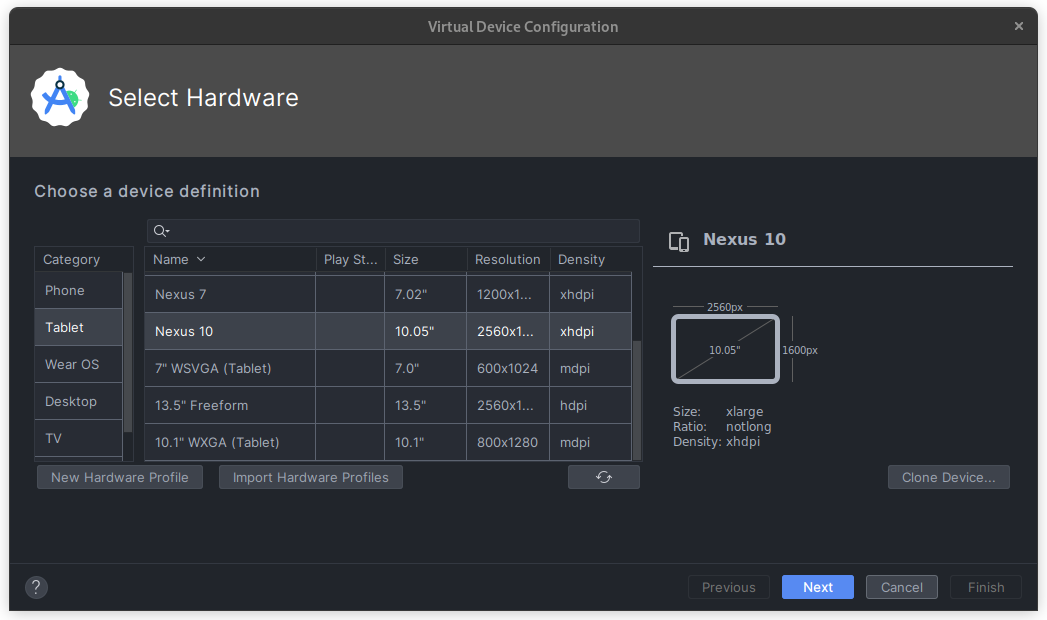 Virtual Device Configuration
Select Hardware
Choose a device definition
Category
Phone
Tablet
Wear OS
Desktop
TV
Name Play St... Size Resolution Density
Nexus 7 7.02" 1200x1... xhdpi
Nexus 10 10.05" 2560x1... xhdpi
7" WSVGA (Tablet) 7.0" 600x1024 mdpi
13.5" Freeform 13.5" 2560x1... hdpi
10.1" WXGA (Tablet) 10.1" 800x1280 mdpi
New Hardware Profile Import Hardware Profiles
Nexus 10
2560px
10.05" 1600px
Size: xlarge
Ratio: notlong
Density: xhdpi
Clone Device...
? Previous Next Cancel Finish